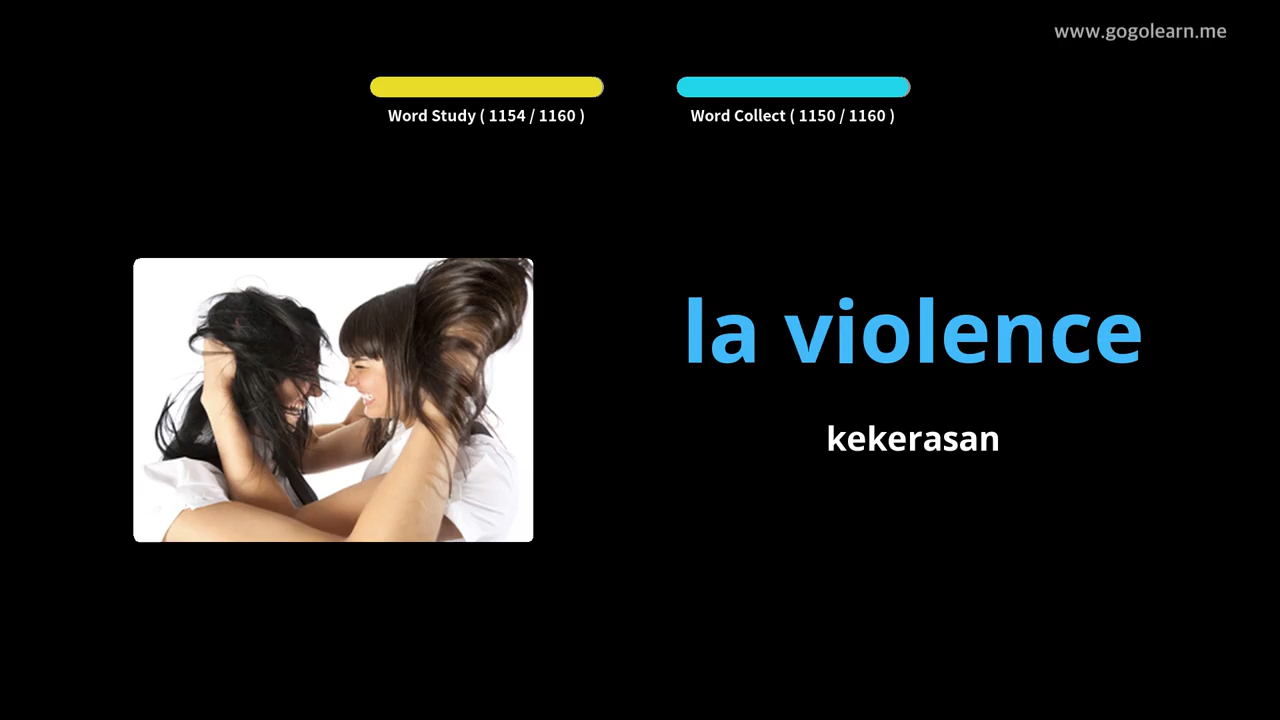 www.gogolearn.me
Word Study ( 1154 / 1160 )
Word Collect ( 1150 / 1160 )
la violence
kekerasan